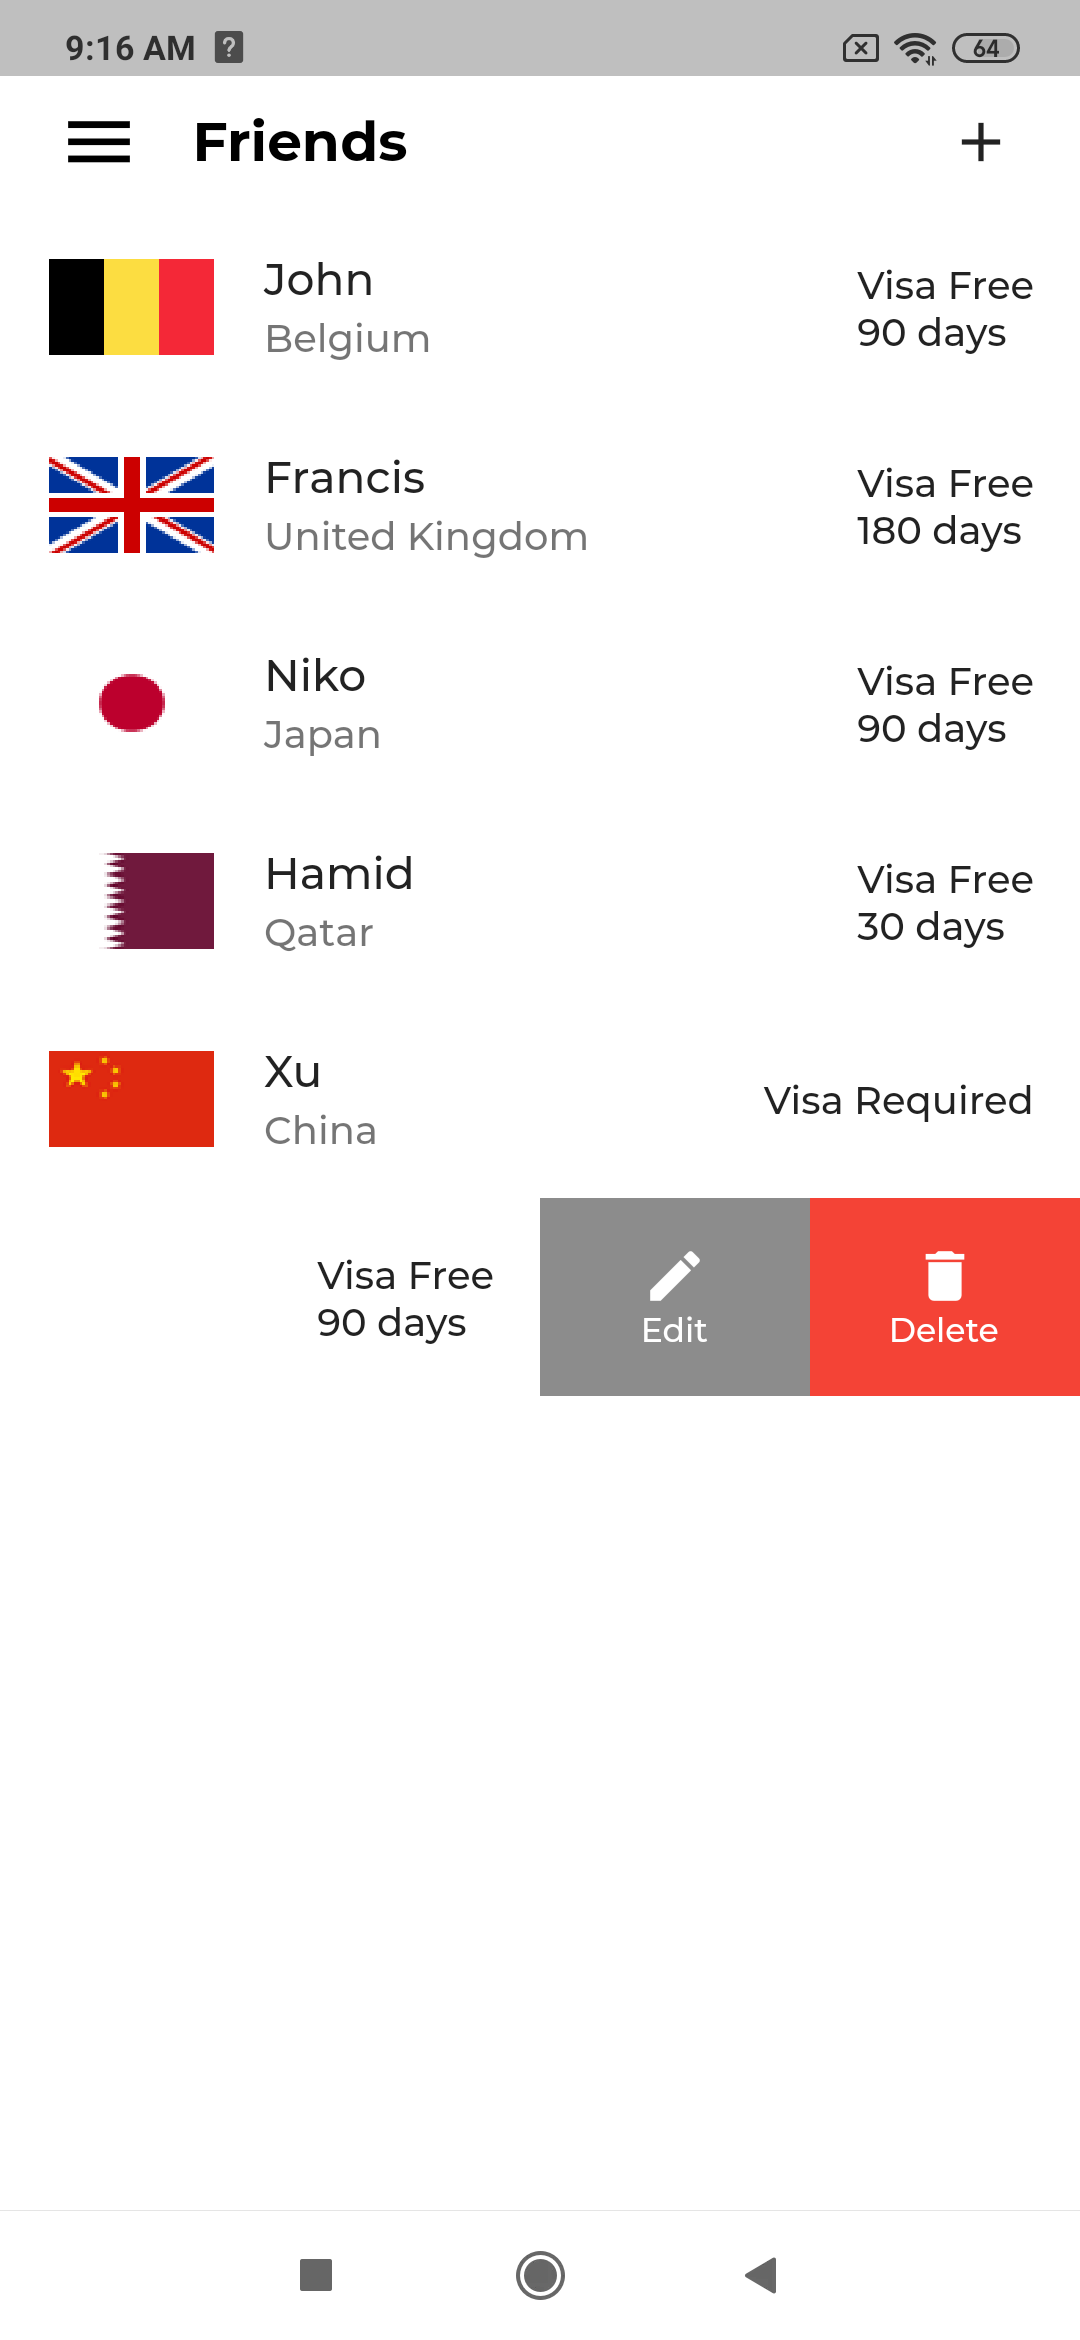 9:16 AM
64
Friends
John
Belgium
Visa Free
90 days
Francis
United Kingdom
Visa Free
180 days
Niko
Japan
Visa Free
90 days
Hamid
Qatar
Visa Free
30 days
Xu
China
Visa Required
Visa Free
90 days
Edit
Delete